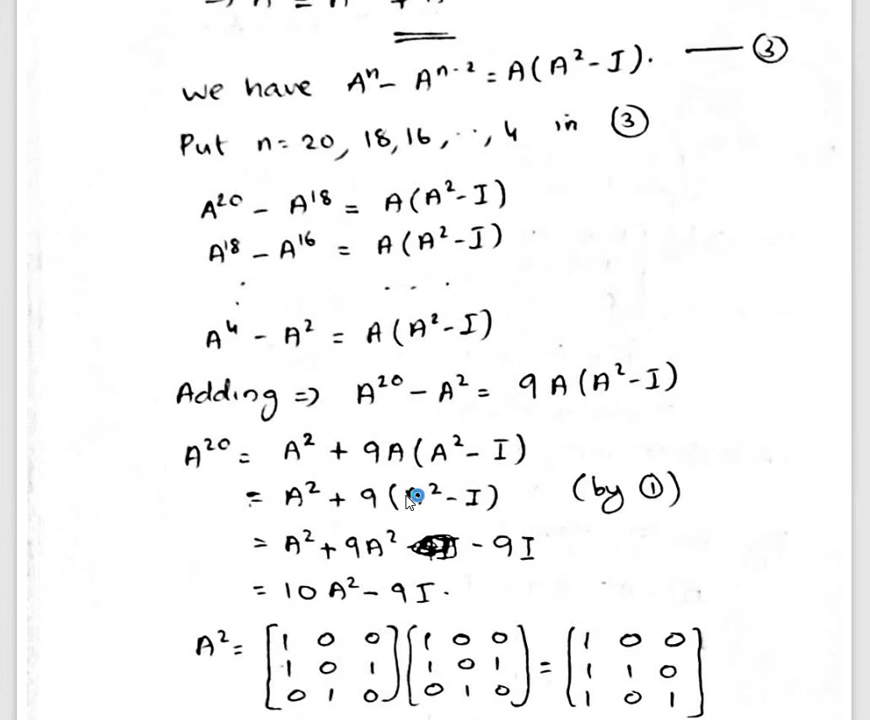 we have Aⁿ - Aⁿ⁻² = A(A² - I). — ③
Put n = 20, 18, 16, ..., 4 in ③
A²⁰ - A¹⁸ = A(A² - I)
A¹⁸ - A¹⁶ = A(A² - I)
: . . .
A⁴ - A² = A(A² - I)
Adding => A²⁰ - A² = 9A(A² - I)
A²⁰ = A² + 9A(A² - I)
= A² + 9(² - I) (by ①)
= A² + 9A² - 9I
= 10A² - 9I.
A² = [1 0 0] [1 0 0] = [1 0 0]
[1 0 1] [1 0 1] [1 1 0]
[0 1 0] [0 1 0] [1 0 1]